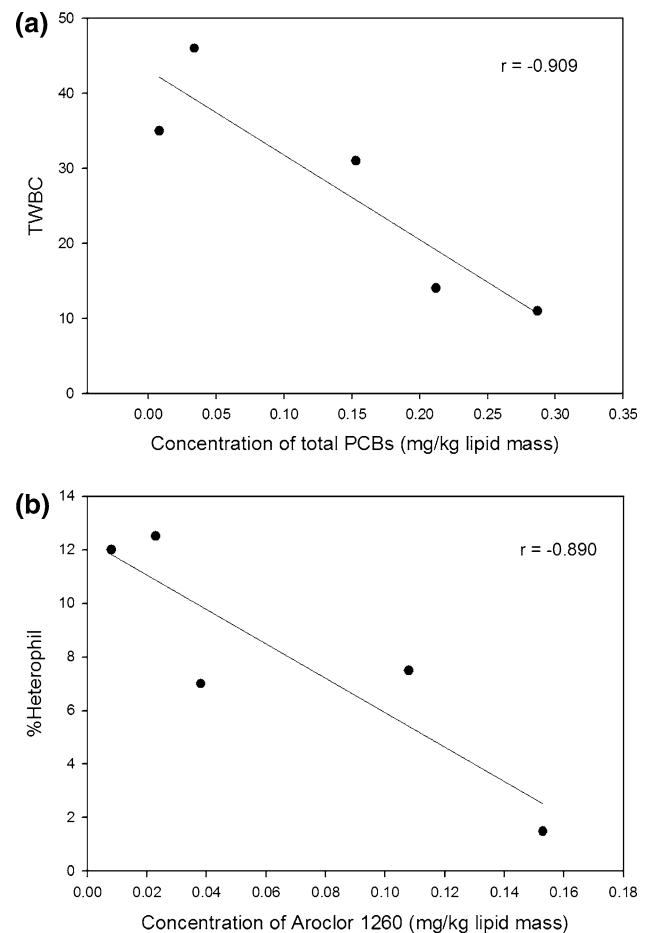 (a)
50
40
30
20
10
0
TWBC
r = -0.909
0.00 0.05 0.10 0.15 0.20 0.25 0.30 0.35
Concentration of total PCBs (mg/kg lipid mass)
(b)
14
12
10
8
6
4
2
0
%Heterophil
r = -0.890
0.00 0.02 0.04 0.06 0.08 0.10 0.12 0.14 0.16 0.18
Concentration of Aroclor 1260 (mg/kg lipid mass)